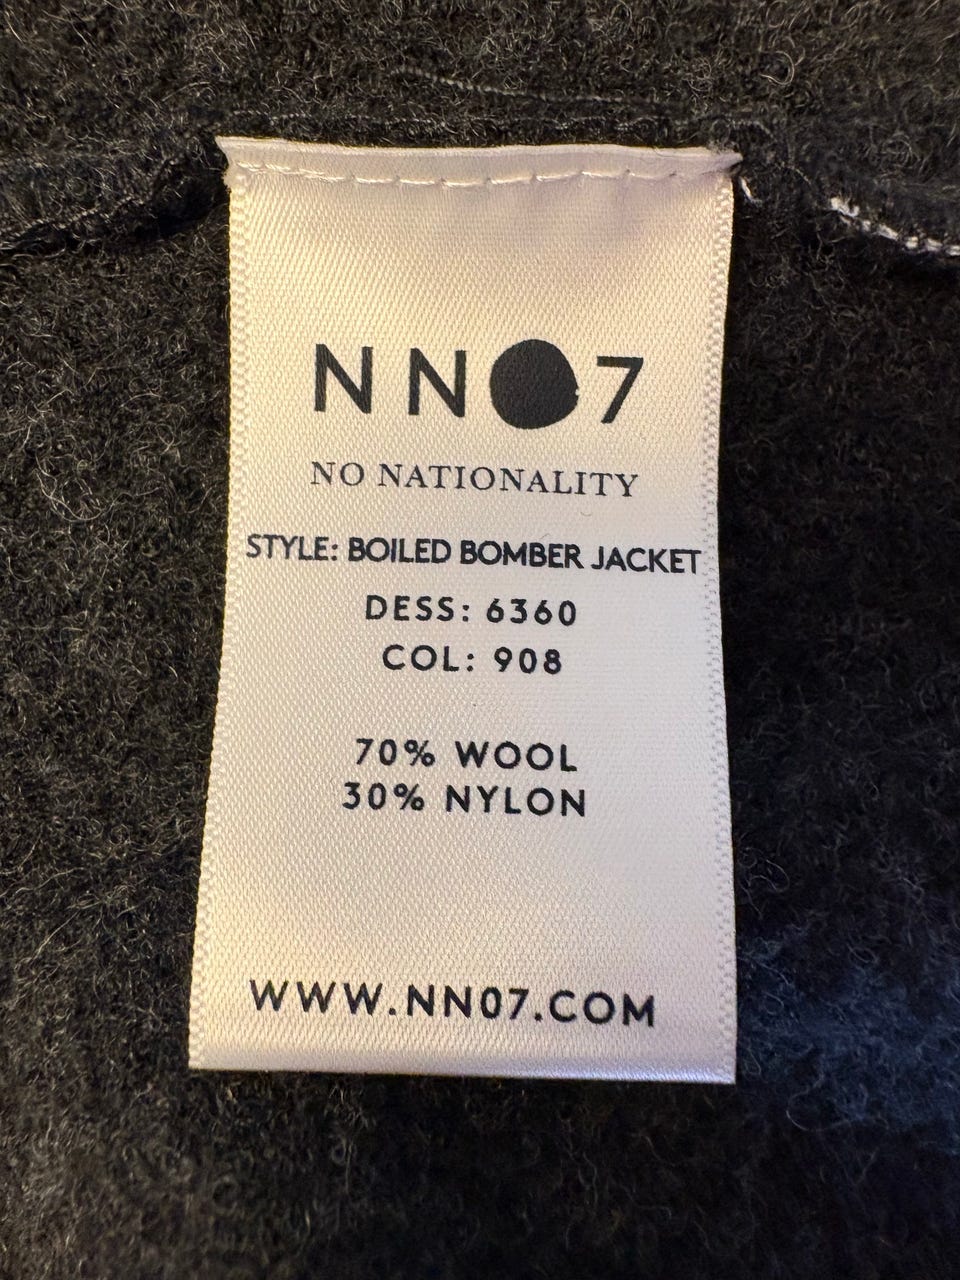 NN07
NO NATIONALITY
STYLE: BOILED BOMBER JACKET
DESS: 6360
COL: 908
70% WOOL
30% NYLON
WWW.NN07.COM